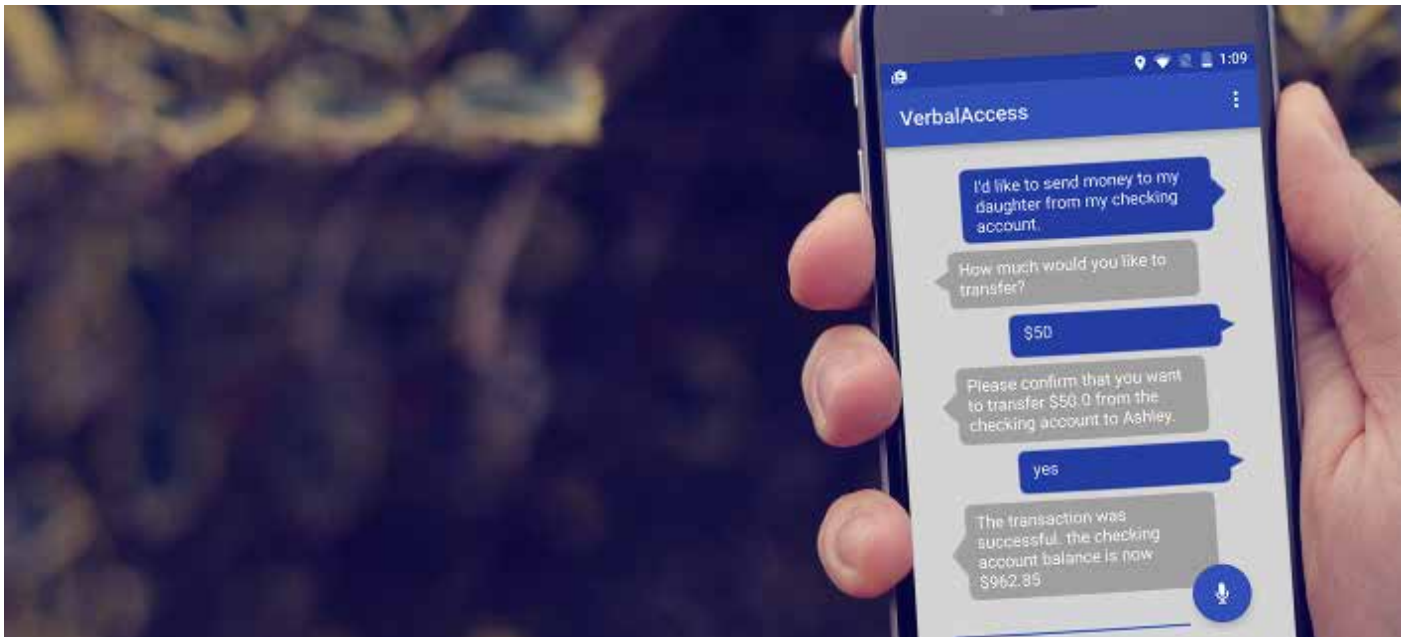 1:09
VerbalAccess
I'd like to send money to my
daughter from my checking
account.
How much would you like to
transfer?
$50
Please confirm that you want
to transfer $50.0 from the
checking account to Ashley.
yes
The transaction was
successful. the checking
account balance is now
$962.85